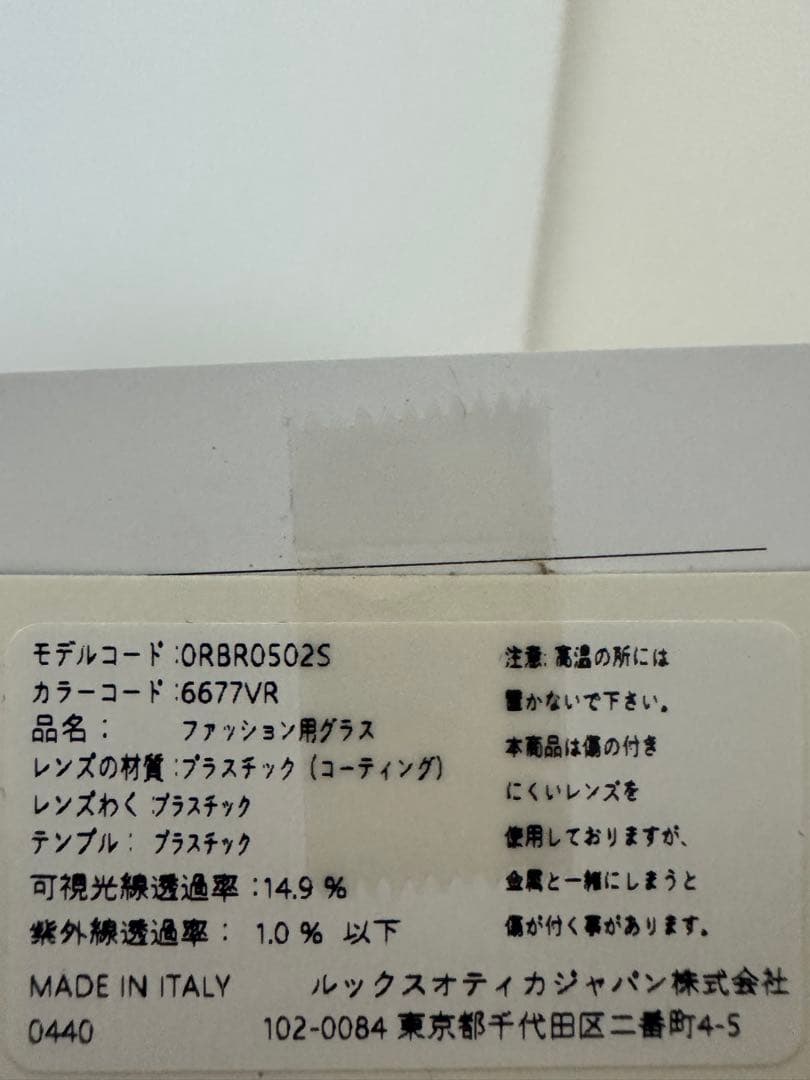 モデルコード:0RBR0502S
カラーコード:6677VR
品名: ファッション用グラス
レンズの材質:プラスチック(コーティング)
レンズわく:プラスチック
テンプル: プラスチック
可視光線透過率:14.9 %
紫外線透過率: 1.0 % 以下
注意:高温の所には
置かないで下さい。
本商品は傷の付き
にくいレンズを
使用しておりますが、
金属と一緒にしまうと
傷が付く事があります。
MADE IN ITALY ルックスオティカジャパン株式会社
0440 102-0084 東京都千代田区二番町4-5